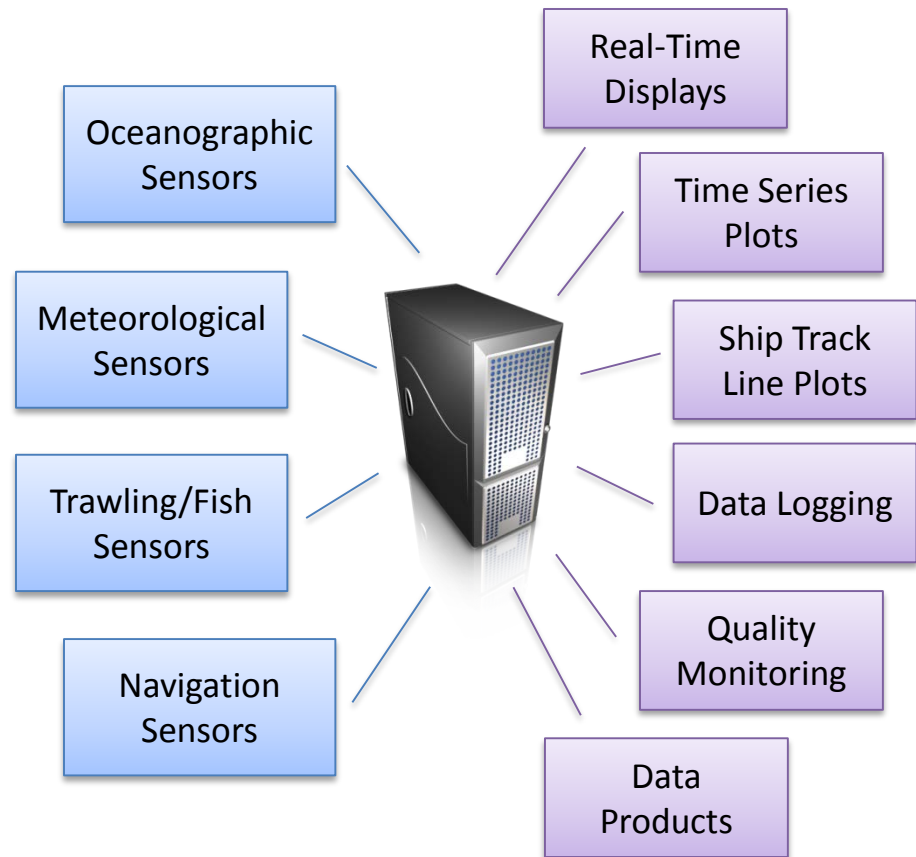 Real-Time
Displays
Oceanographic
Sensors
Time Series
Plots
Meteorological
Sensors
Ship Track
Line Plots
Trawling/Fish
Sensors
Data Logging
Quality
Monitoring
Navigation
Sensors
Data
Products